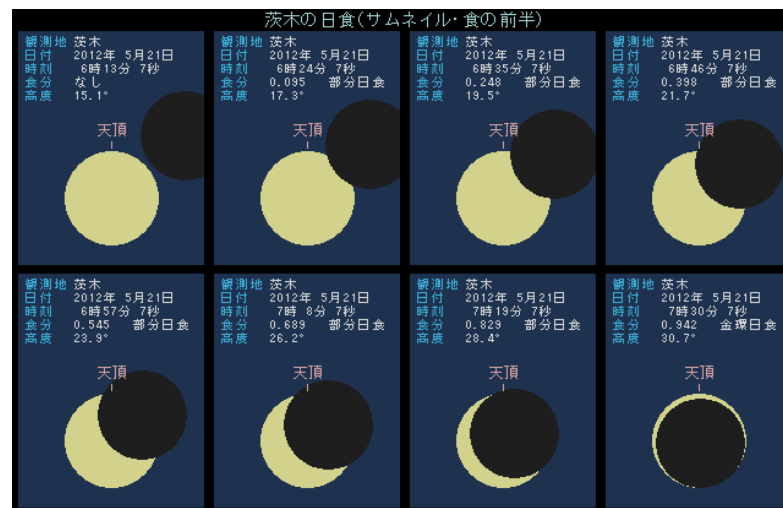 茨木の日食(サムネイル・食の前半)
観測地 茨木
日付 2012年 5月21日
時刻 6時13分 7秒
食分 なし
高度 15.1°
天頂
観測地 茨木
日付 2012年 5月21日
時刻 6時24分 7秒
食分 0.095 部分日食
高度 17.3°
天頂
観測地 茨木
日付 2012年 5月21日
時刻 6時35分 7秒
食分 0.248 部分日食
高度 19.5°
天頂
観測地 茨木
日付 2012年 5月21日
時刻 6時46分 7秒
食分 0.398 部分日食
高度 21.7°
天頂
観測地 茨木
日付 2012年 5月21日
時刻 6時57分 7秒
食分 0.545 部分日食
高度 23.9°
天頂
観測地 茨木
日付 2012年 5月21日
時刻 7時 8分 7秒
食分 0.689 部分日食
高度 26.2°
天頂
観測地 茨木
日付 2012年 5月21日
時刻 7時19分 7秒
食分 0.829 部分日食
高度 28.4°
天頂
観測地 茨木
日付 2012年 5月21日
時刻 7時30分 7秒
食分 0.942 金環日食
高度 30.7°
天頂